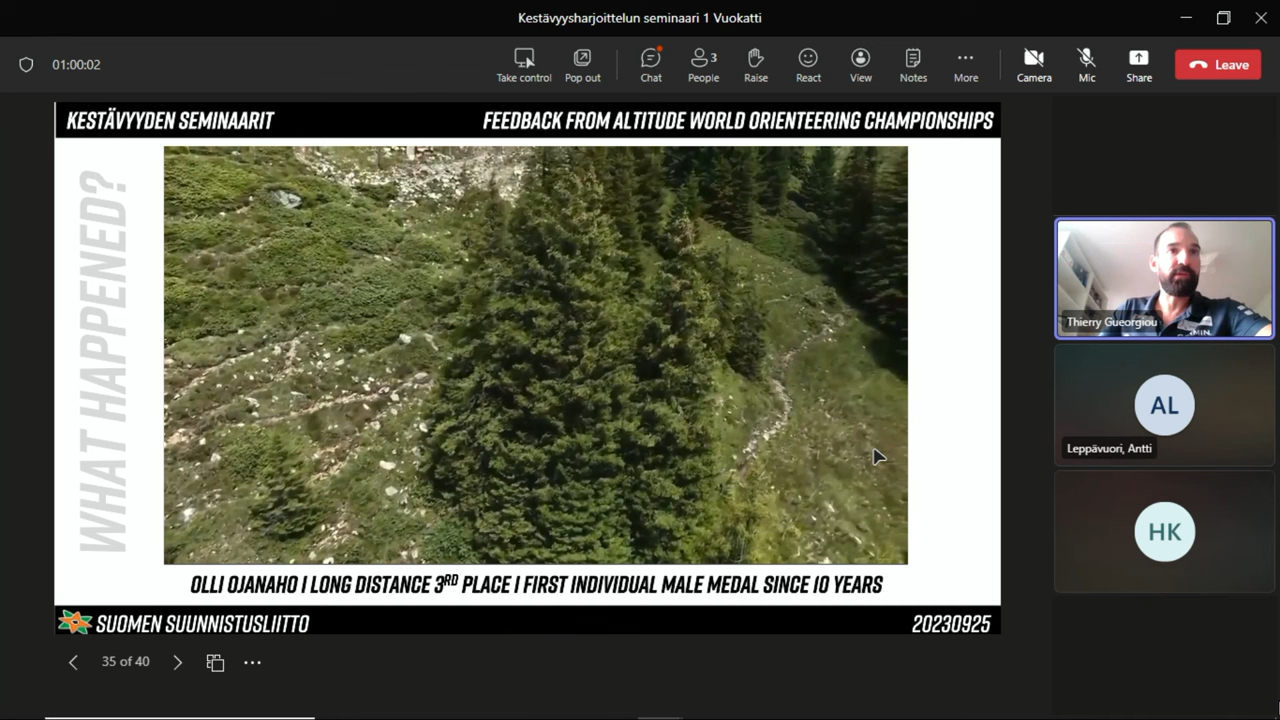 Kestävyysharjoittelun seminaari 1 Vuokatti
01:00:02
Take control
Pop out
Chat
3
People
Raise
React
View
Notes
More
Camera
Mic
Share
Leave
KESTÄVYYDEN SEMINAARIT
FEEDBACK FROM ALTITUDE WORLD ORIENTEERING CHAMPIONSHIPS
WHAT HAPPENED?
OLLI OJANAHO I LONG DISTANCE 3RD PLACE I FIRST INDIVIDUAL MALE MEDAL SINCE 10 YEARS
SUOMEN SUUNNISTUSLIITTO
20230925
35 of 40
Thierry Gueorgiou
AL
Leppävuori, Antti
HK